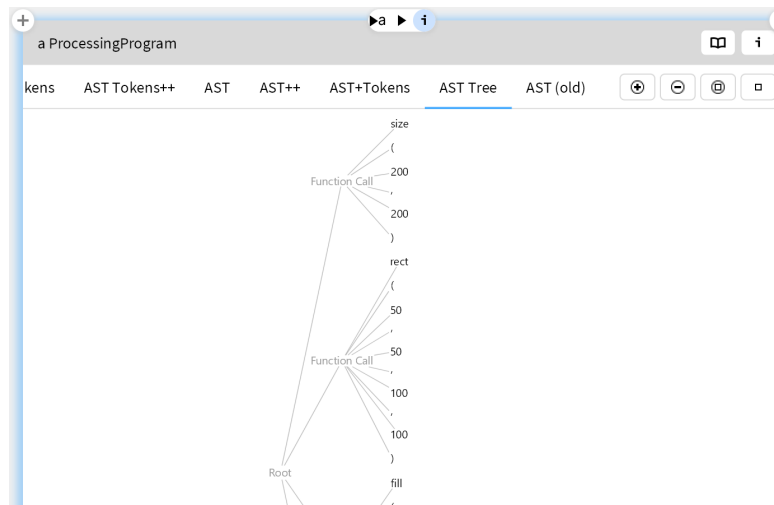 a
i
a ProcessingProgram
i
kens AST Tokens++ AST AST++ AST+Tokens AST Tree AST (old)
size
(
200
Function Call
,
200
)
rect
(
50
,
50
Function Call
,
100
,
100
)
Root
fill
(